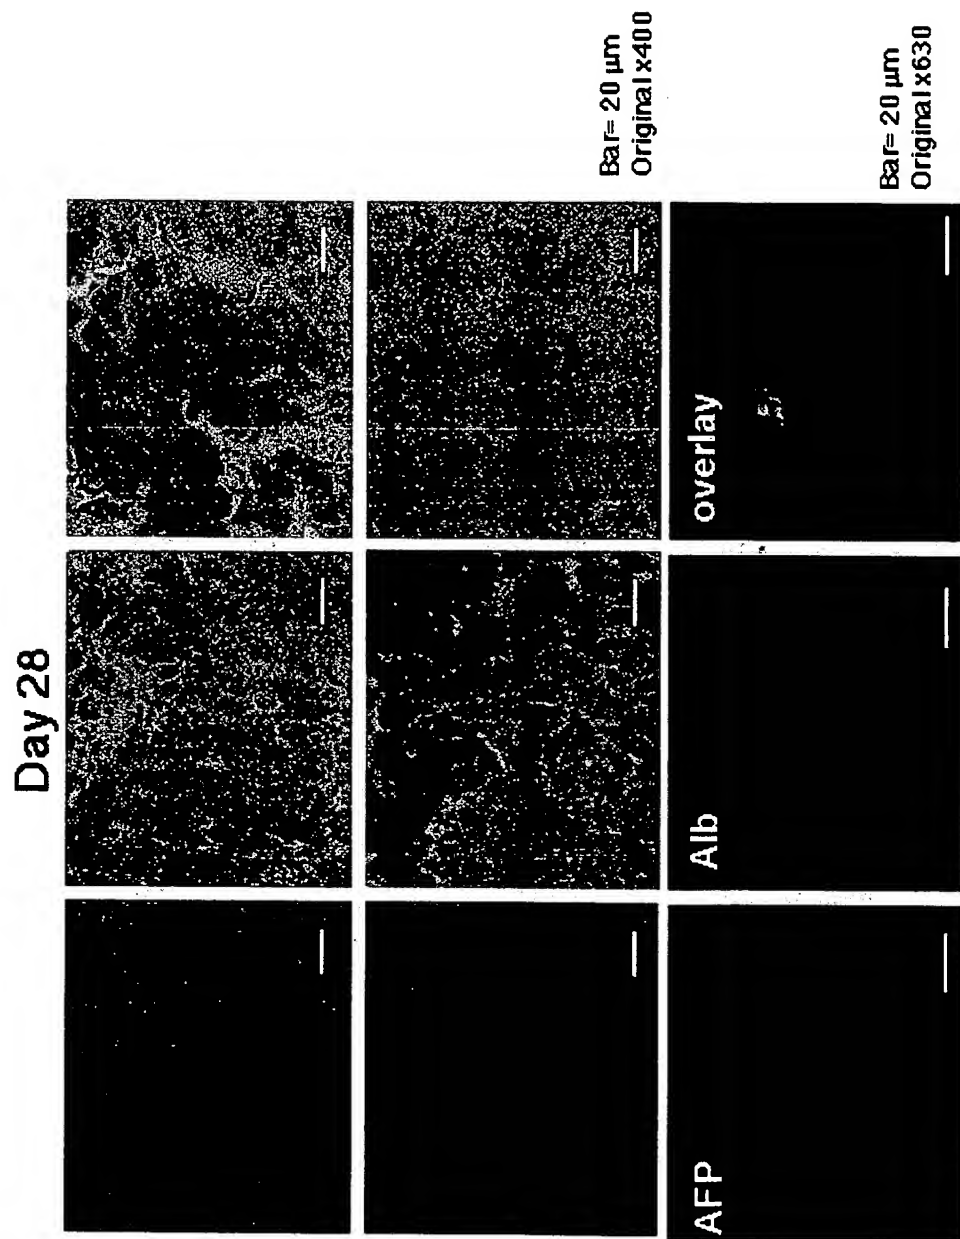 Day 28
Bar= 20 µm
Original x400
AFP
Alb
overlay
Bar= 20 µm
Original x630